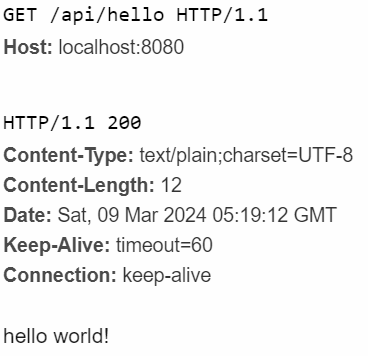 GET /api/hello HTTP/1.1
Host: localhost:8080
HTTP/1.1 200
Content-Type: text/plain;charset=UTF-8
Content-Length: 12
Date: Sat, 09 Mar 2024 05:19:12 GMT
Keep-Alive: timeout=60
Connection: keep-alive
hello world!